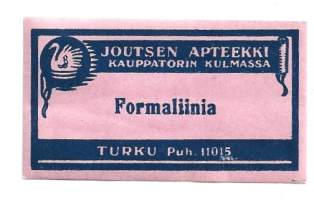 JOUTSEN APTEEKKI
KAUPPATORIN KULMASSA
Formaliinia
TURKU Puh. 11015